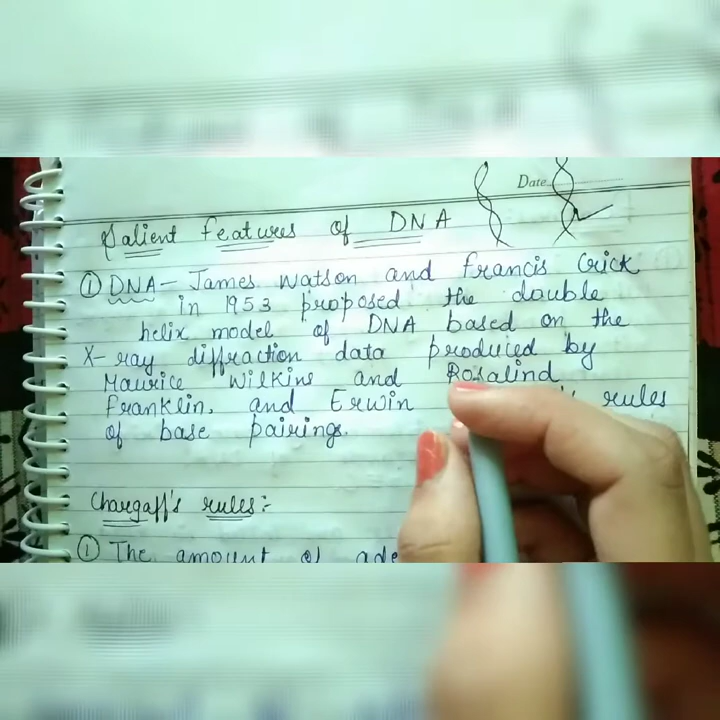 Date
Salient features of DNA
① DNA - James Watson and Francis Crick
in 1953 proposed the double
helix model of DNA based on the
X-ray diffraction data produced by
Maurice Wilkins and Rosalind
Franklin, and Erwin rules
of base pairing.
Chargaff's rules:-
① The amount of ade